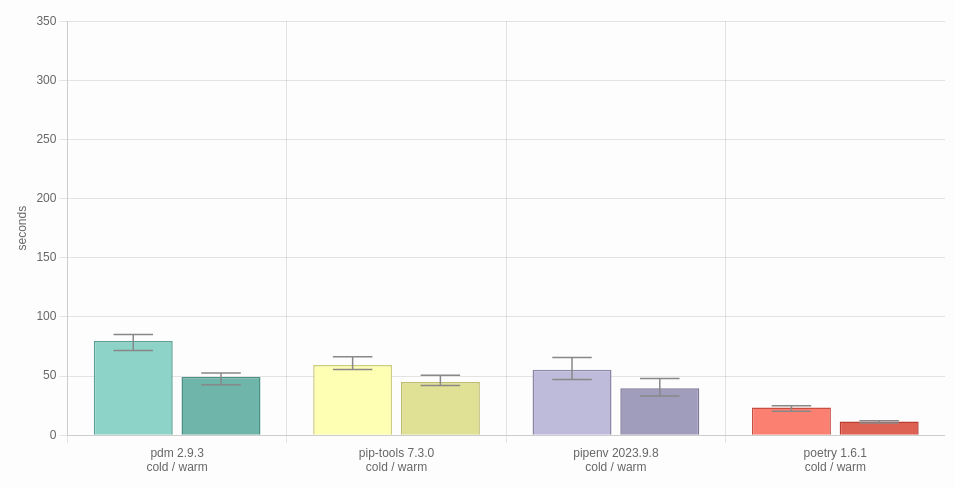 350
300
250
200
150
100
50
0
seconds
pdm 2.9.3
cold / warm
pip-tools 7.3.0
cold / warm
pipenv 2023.9.8
cold / warm
poetry 1.6.1
cold / warm